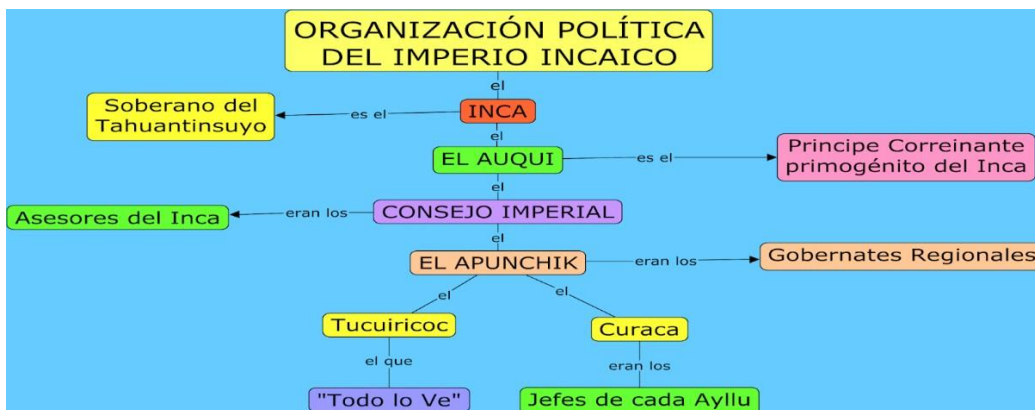 ORGANIZACIÓN POLÍTICA
DEL IMPERIO INCAICO
el
INCA
es el
Soberano del
Tahuantinsuyo
el
EL AUQUI
es el
Principe Correinante
primogénito del Inca
el
CONSEJO IMPERIAL
eran los
Asesores del Inca
el
EL APUNCHIK
eran los
Gobernates Regionales
el
el
Tucuiricoc
Curaca
el que
eran los
"Todo lo Ve"
Jefes de cada Ayllu